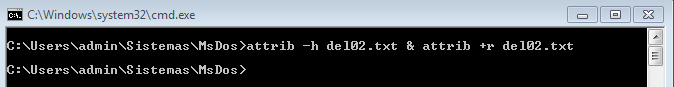 C:\Windows\system32\cmd.exe
C:\Users\admin\Sistemas\MsDos>attrib -h del02.txt & attrib +r del02.txt
C:\Users\admin\Sistemas\MsDos>